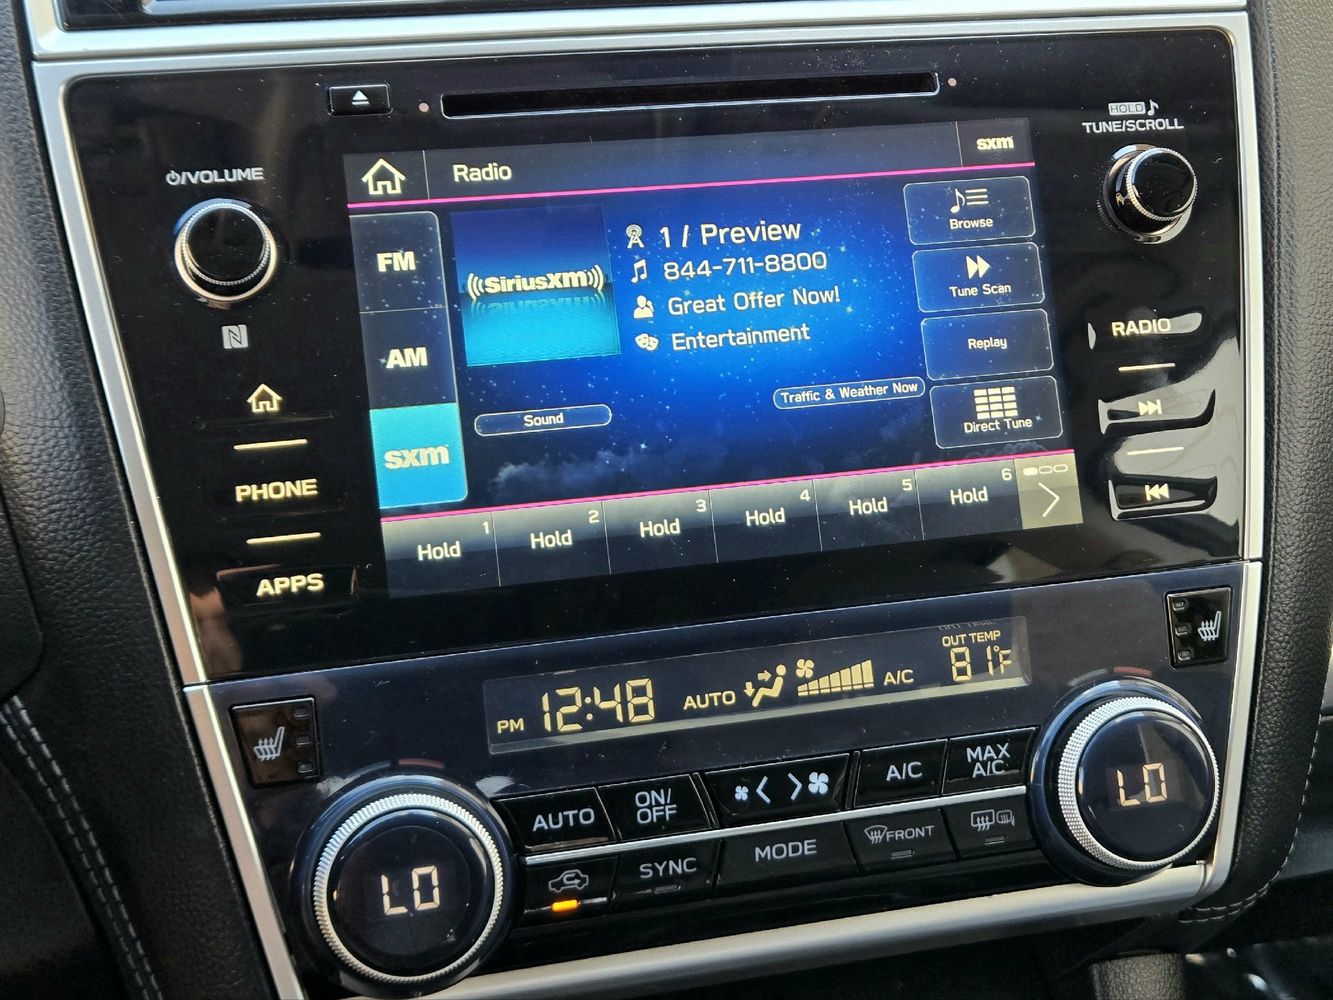 HOLD
TUNE/SCROLL
/VOLUME
Radio
sxm
FM
AM
sxm
((SiriusXm))
1 / Preview
844-711-8800
Great Offer Now!
Entertainment
Browse
Tune Scan
Replay
Direct Tune
Sound
Traffic & Weather Now
1 Hold
2 Hold
3 Hold
4 Hold
5 Hold
6 Hold
RADIO
PHONE
APPS
PM 12:48 AUTO A/C
OUT TEMP
81°F
AUTO
ON/
OFF
A/C
MAX
A/C
SYNC
MODE
FRONT
LO
LO